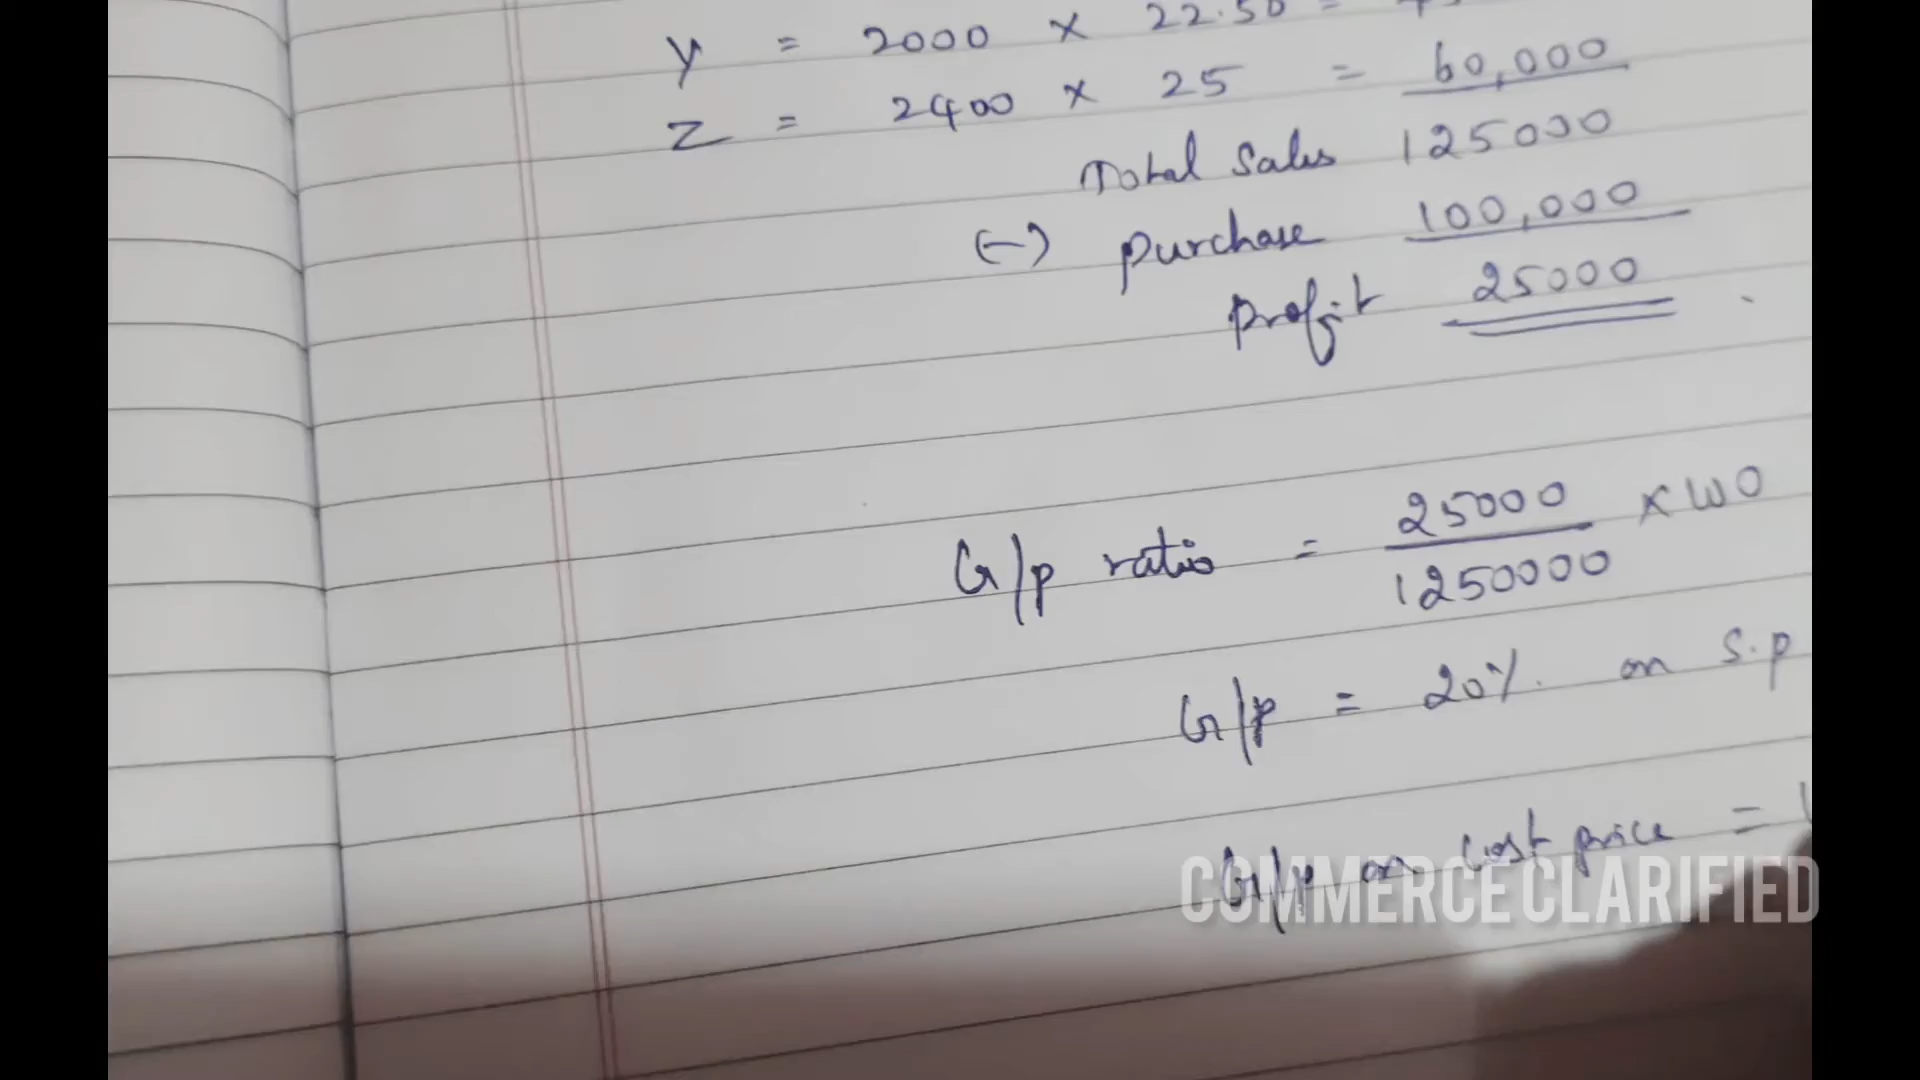 Y = 2000 × 22.50 =
Z = 2400 × 25 = 60,000
Total Sales 125000
(-) Purchase 100,000
Profit 25000
G/p ratio = 25000 × 100
1250000
G/p = 20% on S.p
G/p on cost price =
COMMERCE CLARIFIED